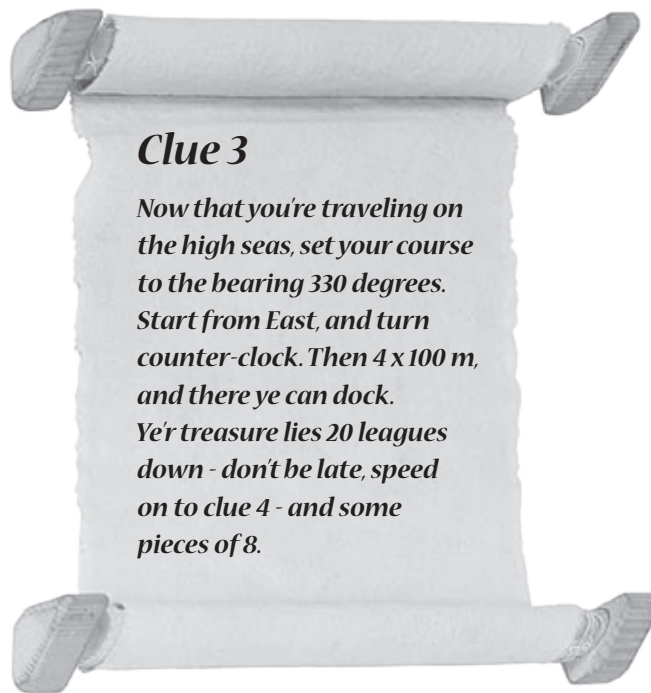 Clue 3
Now that you're traveling on
the high seas, set your course
to the bearing 330 degrees.
Start from East, and turn
counter-clock. Then 4 x 100 m,
and there ye can dock.
Ye'r treasure lies 20 leagues
down - don't be late, speed
on to clue 4 - and some
pieces of 8.